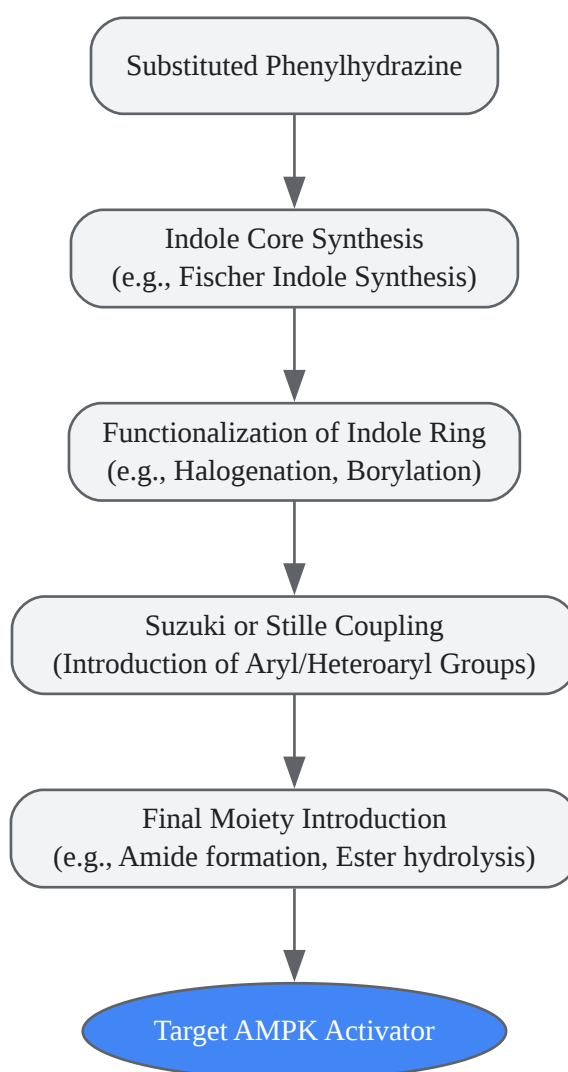 Substituted Phenylhydrazine
Indole Core Synthesis
(e.g., Fischer Indole Synthesis)
Functionalization of Indole Ring
(e.g., Halogenation, Borylation)
Suzuki or Stille Coupling
(Introduction of Aryl/Heteroaryl Groups)
Final Moiety Introduction
(e.g., Amide formation, Ester hydrolysis)
Target AMPK Activator